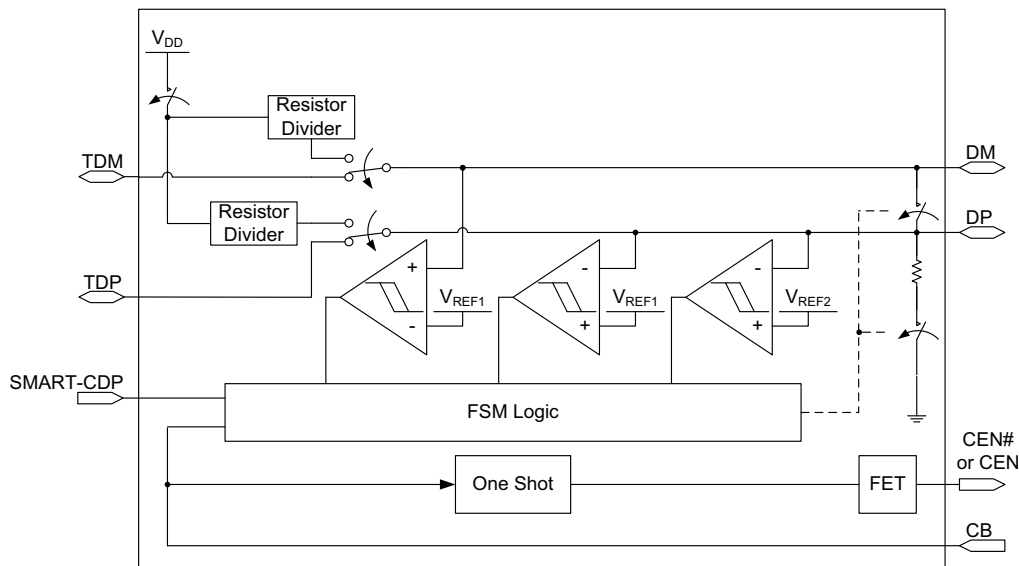 VDD
Resistor
Divider
TDM
DM
Resistor
Divider
DP
TDP
+
-
-
VREF1
VREF1
VREF2
-
+
+
SMART-CDP
FSM Logic
CEN#
or CEN
One Shot
FET
CB